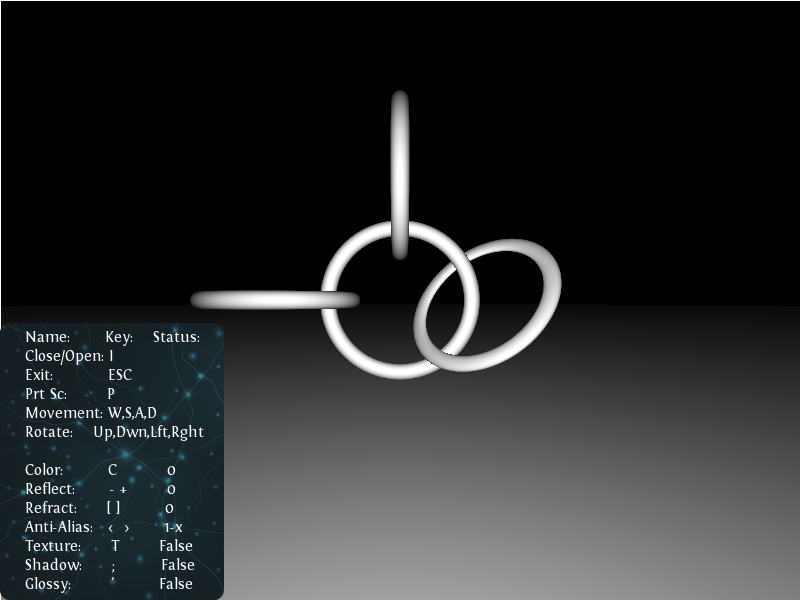 Name: Key: Status:
Close/Open: I
Exit: ESC
Prt Sc: P
Movement: W,S,A,D
Rotate: Up,Dwn,Lft,Rght
Color: C 0
Reflect: - + 0
Refract: [ ] 0
Anti-Alias: ‹ › 1-x
Texture: T False
Shadow: ; False
Glossy: ' False